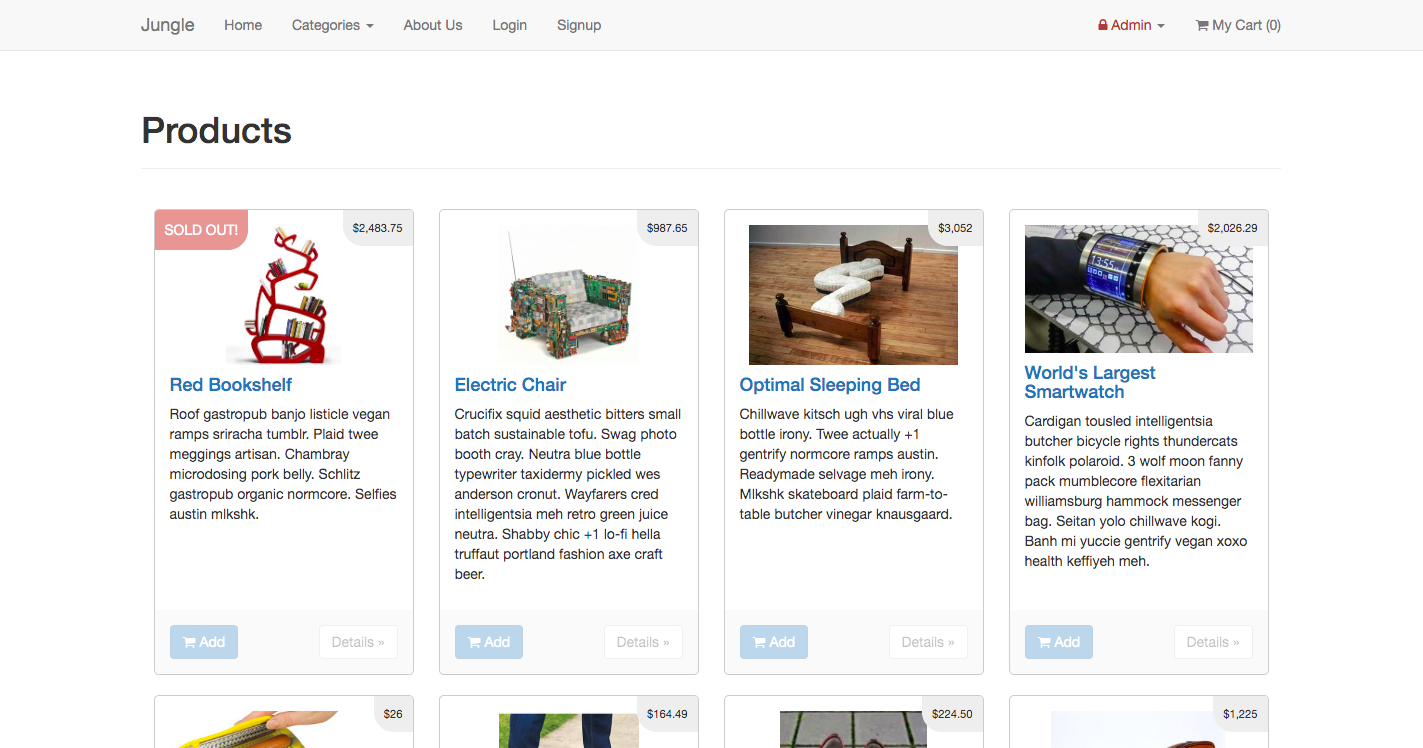 Jungle Home Categories About Us Login Signup Admin My Cart (0)
Products
SOLD OUT!
$2,483.75
Red Bookshelf
Roof gastropub banjo listicle vegan
ramps sriracha tumblr. Plaid twee
meggings artisan. Chambray
microdosing pork belly. Schlitz
gastropub organic normcore. Selfies
austin mlkshk.
Add
Details »
$987.65
Electric Chair
Crucifix squid aesthetic bitters small
batch sustainable tofu. Swag photo
booth cray. Neutra blue bottle
typewriter taxidermy pickled wes
anderson cronut. Wayfarers cred
intelligentsia meh retro green juice
neutra. Shabby chic +1 lo-fi hella
truffaut portland fashion axe craft
beer.
Add
Details »
$3,052
Optimal Sleeping Bed
Chillwave kitsch ugh vhs viral blue
bottle irony. Twee actually +1
gentrify normcore ramps austin.
Readymade selvage meh irony.
Mlkshk skateboard plaid farm-to-
table butcher vinegar knausgaard.
Add
Details »
$2,026.29
13:55
World's Largest
Smartwatch
Cardigan tousled intelligentsia
butcher bicycle rights thundercats
kinfolk polaroid. 3 wolf moon fanny
pack mumblecore flexitarian
williamsburg hammock messenger
bag. Seitan yolo chillwave kogi.
Banh mi yuccie gentrify vegan xoxo
health keffiyeh meh.
Add
Details »
$26
$164.49
$224.50
$1,225